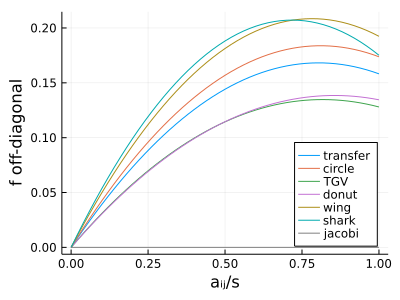 f off-diagonal
0.20
0.15
0.10
0.05
0.00
transfer
circle
TGV
donut
wing
shark
jacobi
0.00 0.25 0.50 0.75 1.00
aᵢⱼ/s